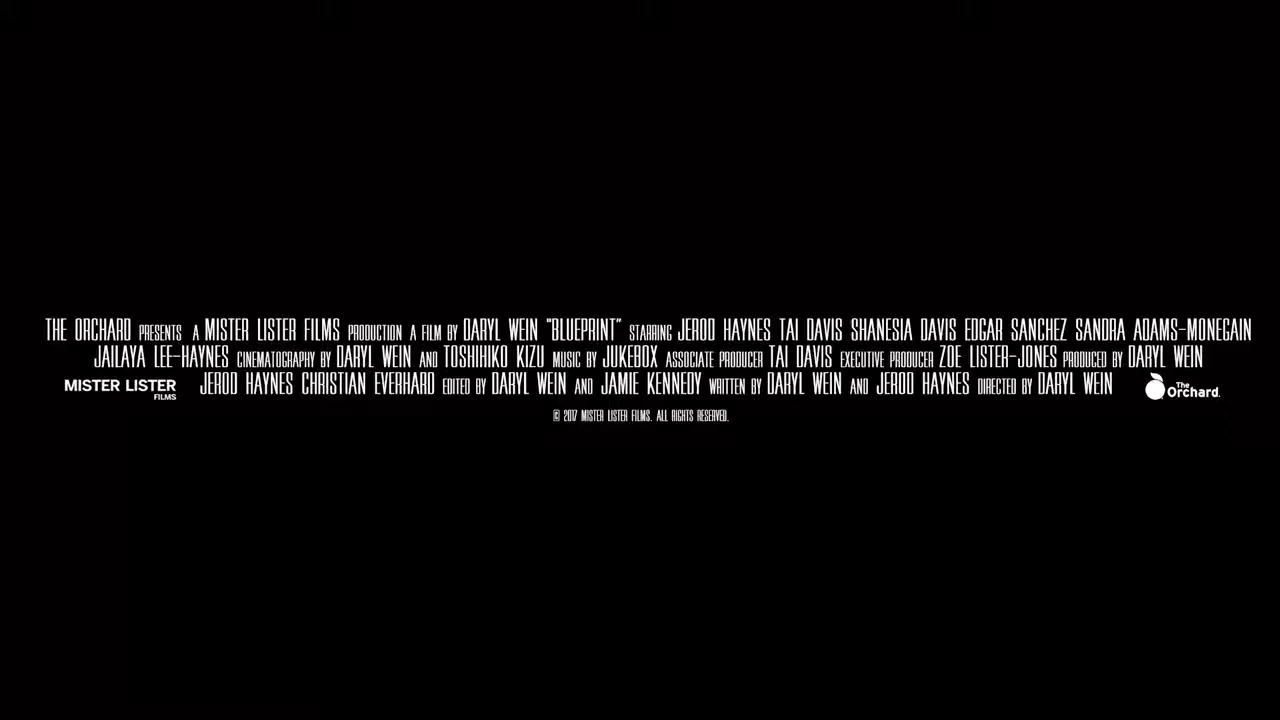 THE ORCHARD PRESENTS A MISTER LISTER FILMS PRODUCTION A FILM BY DARYL WEIN "BLUEPRINT" STARRING JEROD HAYNES TAI DAVIS SHANESIA DAVIS EDGAR SANCHEZ SANDRA ADAMS-MONEGAIN
JAILAYA LEE-HAYNES CINEMATOGRAPHY BY DARYL WEIN AND TOSHIHIKO KIZU MUSIC BY JUKEBOX ASSOCIATE PRODUCER TAI DAVIS EXECUTIVE PRODUCER ZOE LISTER-JONES PRODUCED BY DARYL WEIN
MISTER LISTER
FILMS
JEROD HAYNES CHRISTIAN EVERHARD EDITED BY DARYL WEIN AND JAMIE KENNEDY WRITTEN BY DARYL WEIN AND JEROD HAYNES DIRECTED BY DARYL WEIN
The
Orchard.
© 2017 MISTER LISTER FILMS. ALL RIGHTS RESERVED.